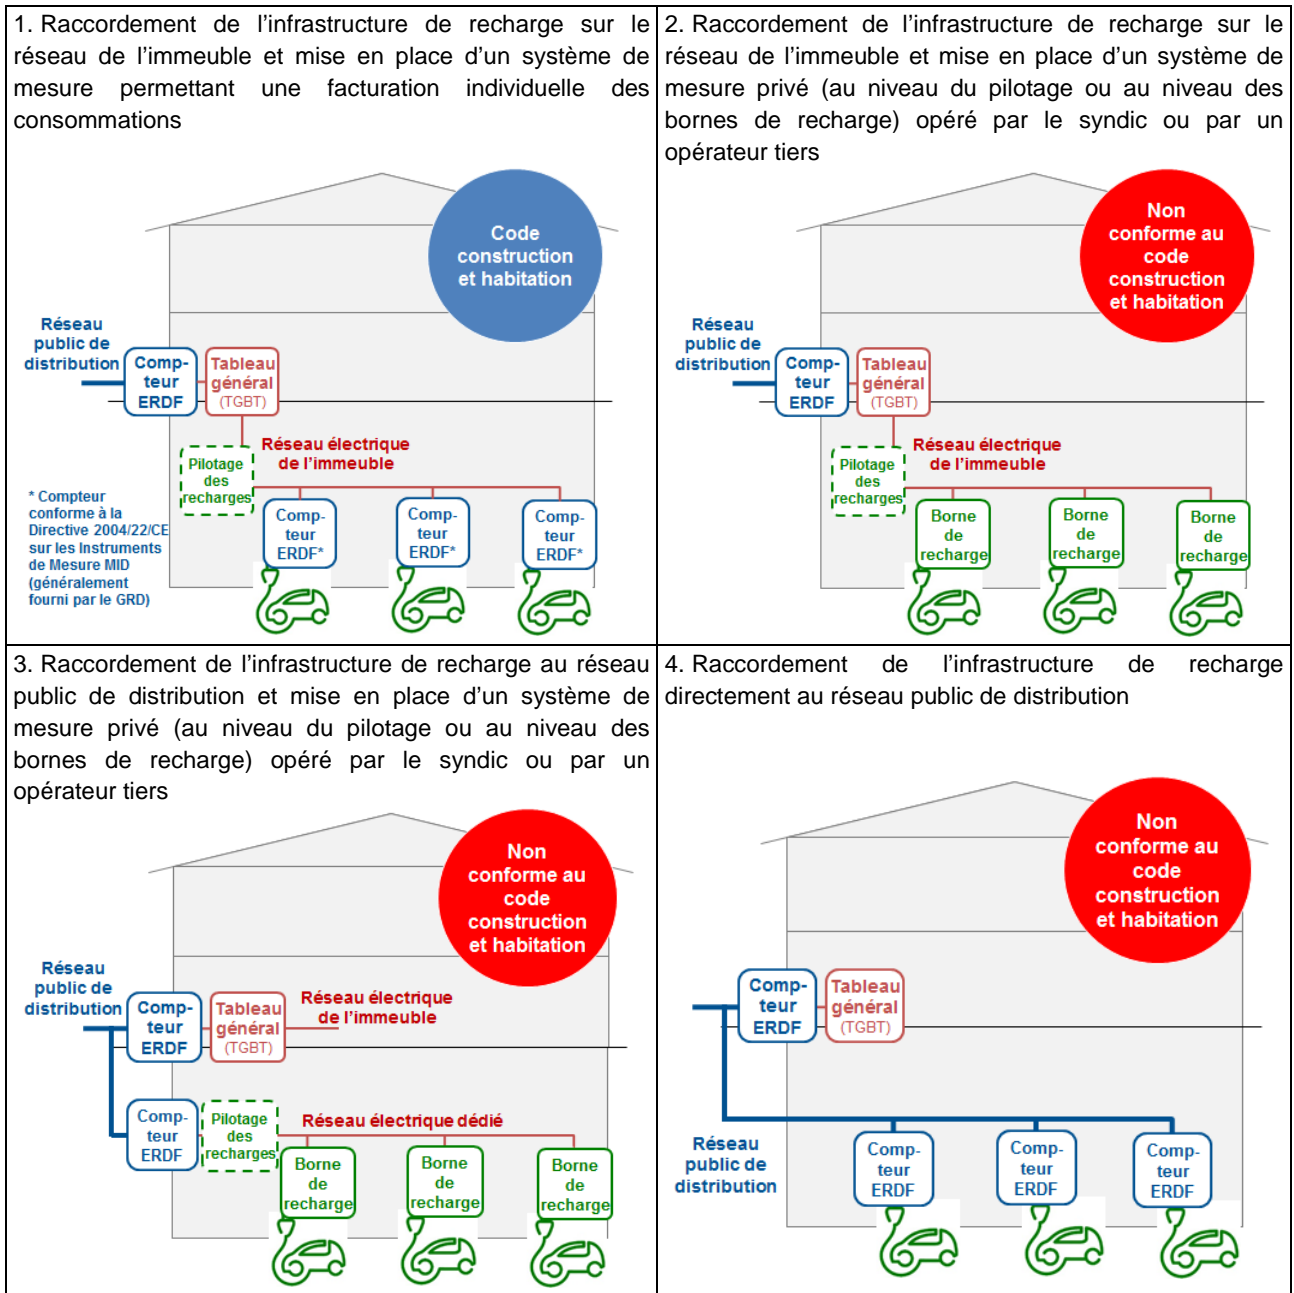 1. Raccordement de l’infrastructure de recharge sur le
réseau de l’immeuble et mise en place d’un système de
mesure permettant une facturation individuelle des
consommations
Code
construction
et habitation
Réseau
public de
distribution
Comp-
teur
ERDF
Tableau
général
(TGBT)
Réseau électrique
de l’immeuble
Pilotage
des
recharges
* Compteur
conforme à la
Directive 2004/22/CE
sur les Instruments
de Mesure MID
(généralement
fourni par le GRD)
Comp-
teur
ERDF*
Comp-
teur
ERDF*
Comp-
teur
ERDF*
2. Raccordement de l’infrastructure de recharge sur le
réseau de l’immeuble et mise en place d’un système de
mesure privé (au niveau du pilotage ou au niveau des
bornes de recharge) opéré par le syndic ou par un
opérateur tiers
Non
conforme au
code
construction
et habitation
Réseau
public de
distribution
Comp-
teur
ERDF
Tableau
général
(TGBT)
Réseau électrique
de l’immeuble
Pilotage
des
recharges
Borne
de
recharge
Borne
de
recharge
Borne
de
recharge
3. Raccordement de l’infrastructure de recharge au réseau
public de distribution et mise en place d’un système de
mesure privé (au niveau du pilotage ou au niveau des
bornes de recharge) opéré par le syndic ou par un
opérateur tiers
Non
conforme au
code
construction
et habitation
Réseau
public de
distribution
Comp-
teur
ERDF
Tableau
général
(TGBT)
Réseau électrique
de l’immeuble
Comp-
teur
ERDF
Pilotage
des
recharges
Réseau électrique dédié
Borne
de
recharge
Borne
de
recharge
Borne
de
recharge
4. Raccordement de l’infrastructure de recharge
directement au réseau public de distribution
Non
conforme au
code
construction
et habitation
Comp-
teur
ERDF
Tableau
général
(TGBT)
Réseau
public de
distribution
Comp-
teur
ERDF
Comp-
teur
ERDF
Comp-
teur
ERDF